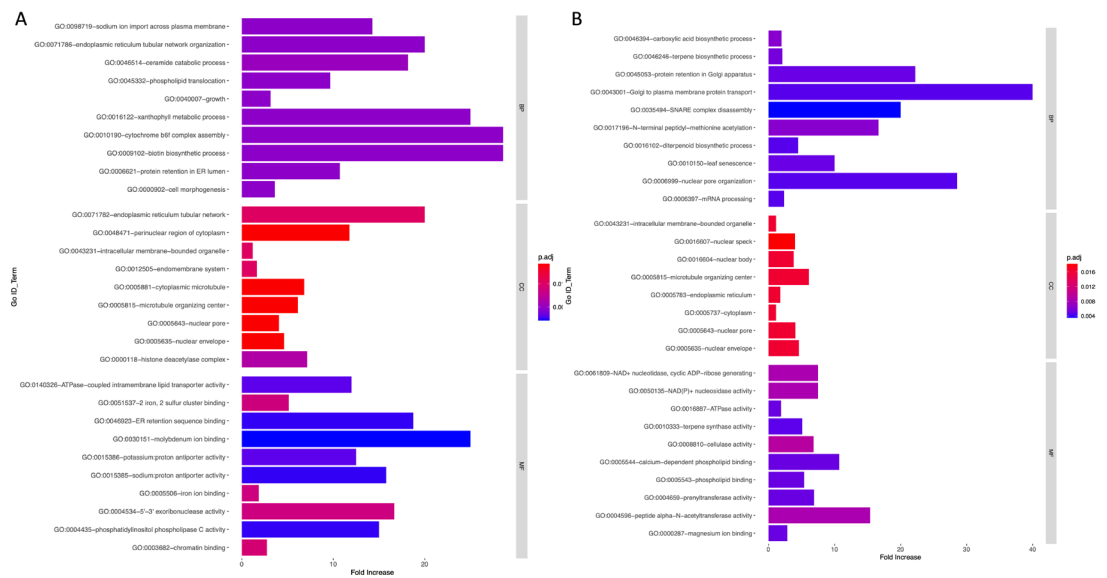 A
GO:0098719−sodium ion import across plasma membrane
GO:0071786−endoplasmic reticulum tubular network organization
GO:0046514−ceramide catabolic process
GO:0045332−phospholipid translocation
GO:0040007−growth
GO:0016122−xanthophyll metabolic process
GO:0010190−cytochrome b6f complex assembly
GO:0009102−biotin biosynthetic process
GO:0006621−protein retention in ER lumen
GO:0000902−cell morphogenesis
BP
GO:0071782−endoplasmic reticulum tubular network
GO:0048471−perinuclear region of cytoplasm
GO:0043231−intracellular membrane−bounded organelle
GO:0012505−endomembrane system
GO:0005881−cytoplasmic microtubule
GO:0005815−microtubule organizing center
GO:0005643−nuclear pore
GO:0005635−nuclear envelope
GO:0000118−histone deacetylase complex
CC
GO:0140326−ATPase−coupled intramembrane lipid transporter activity
GO:0051537−2 iron, 2 sulfur cluster binding
GO:0046923−ER retention sequence binding
GO:0030151−molybdenum ion binding
GO:0015386−potassium:proton antiporter activity
GO:0015385−sodium:proton antiporter activity
GO:0005506−iron ion binding
GO:0004534−5'−3' exoribonuclease activity
GO:0004435−phosphatidylinositol phospholipase C activity
GO:0003682−chromatin binding
MF
Go ID_Term
0 10 20
Fold Increase
p.adj
B
GO:0046394−carboxylic acid biosynthetic process
GO:0046246−terpene biosynthetic process
GO:0045053−protein retention in Golgi apparatus
GO:0043001−Golgi to plasma membrane protein transport
GO:0035494−SNARE complex disassembly
GO:0017196−N−terminal peptidyl−methionine acetylation
GO:0016102−diterpenoid biosynthetic process
GO:0010150−leaf senescence
GO:0006999−nuclear pore organization
GO:0006397−mRNA processing
BP
GO:0043231−intracellular membrane−bounded organelle
GO:0016607−nuclear speck
GO:0016604−nuclear body
GO:0005815−microtubule organizing center
GO:0005783−endoplasmic reticulum
GO:0005737−cytoplasm
GO:0005643−nuclear pore
GO:0005635−nuclear envelope
CC
GO:0061809−NAD+ nucleotidase, cyclic ADP−ribose generating
GO:0050135−NAD(P)+ nucleosidase activity
GO:0016887−ATPase activity
GO:0010333−terpene synthase activity
GO:0008810−cellulase activity
GO:0005544−calcium−dependent phospholipid binding
GO:0005543−phospholipid binding
GO:0004659−prenyltransferase activity
GO:0004596−peptide alpha−N−acetyltransferase activity
GO:0000287−magnesium ion binding
MF
Go ID_Term
0 10 20 30 40
Fold Increase
p.adj
0.016
0.012
0.008
0.004